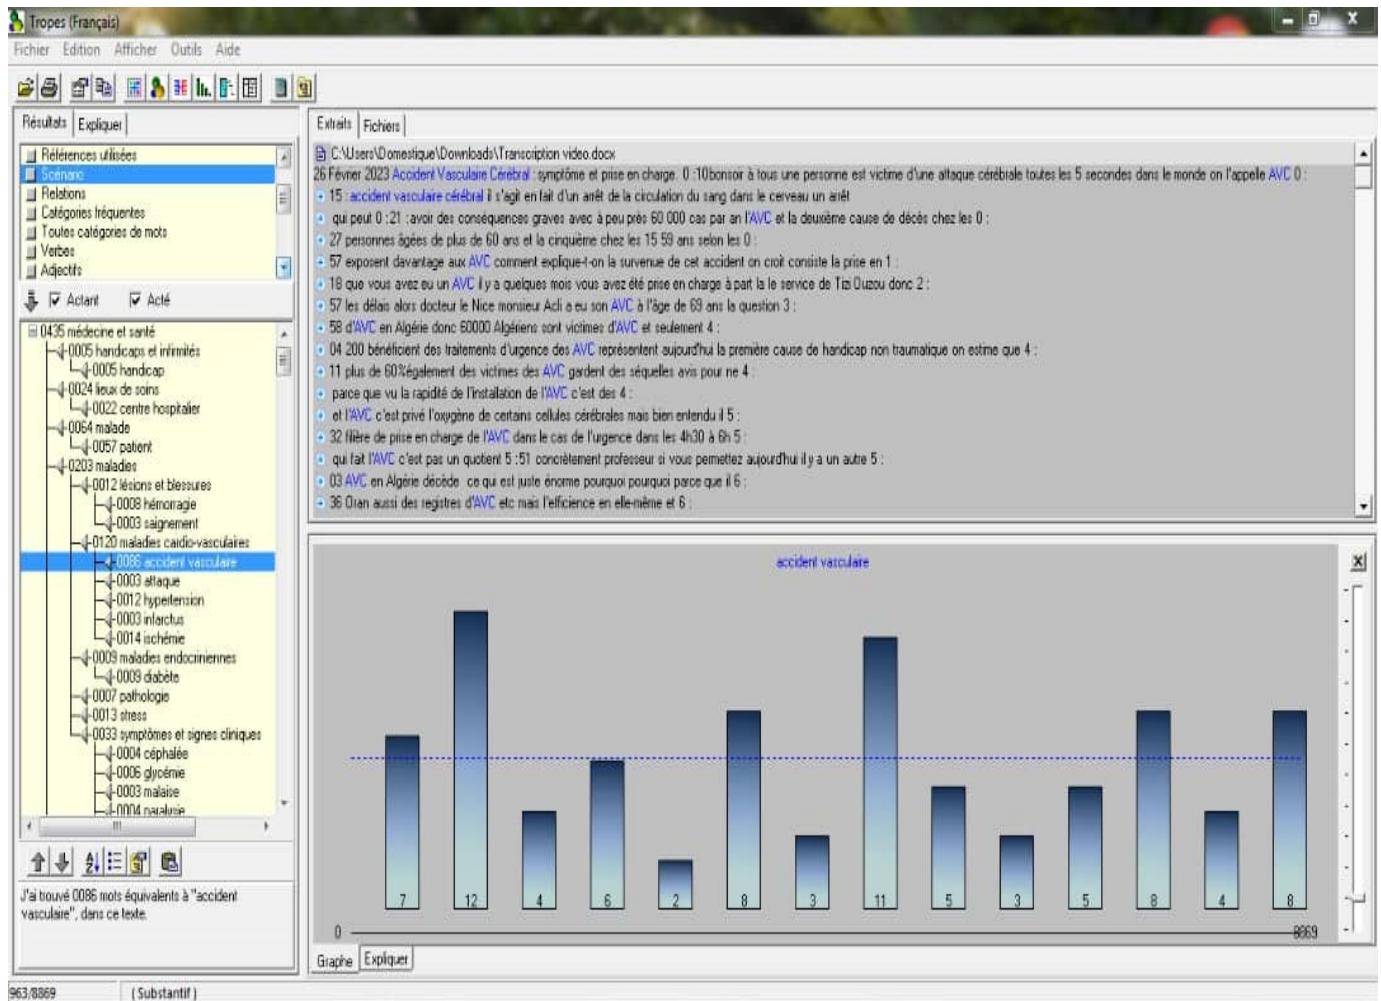 Tropes (Français)
Fichier Edition Afficher Outils Aide
Résultats Expliquer
Références utilisées
Scénario
Relations
Catégories fréquentes
Toutes catégories de mots
Verbes
Adjectifs
Actant Acté
0435 médecine et santé
0005 handicaps et infirmités
0005 handicap
0024 lieux de soins
0022 centre hospitalier
0064 malade
0057 patient
0203 maladies
0012 lésions et blessures
0008 hémorragie
0003 saignement
0120 maladies cardio-vasculaires
0086 accident vasculaire
0003 attaque
0012 hypertension
0003 infarctus
0014 ischémie
0009 maladies endocriniennes
0009 diabète
0007 pathologie
0013 stress
0033 symptômes et signes cliniques
0004 céphalée
0006 glycémie
0003 malaise
0004 paralysie
J'ai trouvé 0086 mots équivalents à "accident
vasculaire", dans ce texte.
Extraits Fichiers
C:\Users\Domestique\Downloads\Transcription video.docx
26 Février 2023 Accident Vasculaire Cérébral : symptôme et prise en charge. 0 :10bonsoir à tous une personne est victime d'une attaque cérébrale toutes les 5 secondes dans le monde on l'appelle AVC 0 :
15 : accident vasculaire cérébral il s'agit en fait d'un arrêt de la circulation du sang dans le cerveau un arrêt
qui peut 0 :21 : avoir des conséquences graves avec à peu près 60 000 cas par an l'AVC et la deuxième cause de décès chez les 0 :
27 personnes âgées de plus de 60 ans et la cinquième chez les 15 59 ans selon les 0 :
57 exposent davantage aux AVC comment explique-t-on la survenue de cet accident on croit consiste la prise en 1 :
18 que vous avez eu un AVC il y a quelques mois vous avez été prise en charge à part la le service de Tizi Ouzou donc 2 :
57 les délais alors docteur le Nice monsieur Acli a eu son AVC à l'âge de 69 ans la question 3 :
58 d'AVC en Algérie donc 60000 Algériens sont victimes d'AVC et seulement 4 :
04 200 bénéficient des traitements d'urgence des AVC représentent aujourd'hui la première cause de handicap non traumatique on estime que 4 :
11 plus de 60%également des victimes des AVC gardent des séquelles avis pour ne 4 :
parce que vu la rapidité de l'installation de l'AVC c'est des 4 :
et l'AVC c'est privé l'oxygène de certains cellules cérébrales mais bien entendu il 5 :
32 filière de prise en charge de l'AVC dans le cas de l'urgence dans les 4h30 à 6h 5 :
qui fait l'AVC c'est pas un quotient 5 :51 concrètement professeur si vous permettez aujourd'hui il y a un autre 5 :
03 AVC en Algérie décède ce qui est juste énorme pourquoi pourquoi parce que il 6 :
36 Oran aussi des registres d'AVC etc mais l'efficience en elle-même et 6 :
accident vasculaire
7 12 4 6 2 8 3 11 5 3 5 8 4 8
0 8869
Graphe Expliquer
963/8869 ( Substantif )